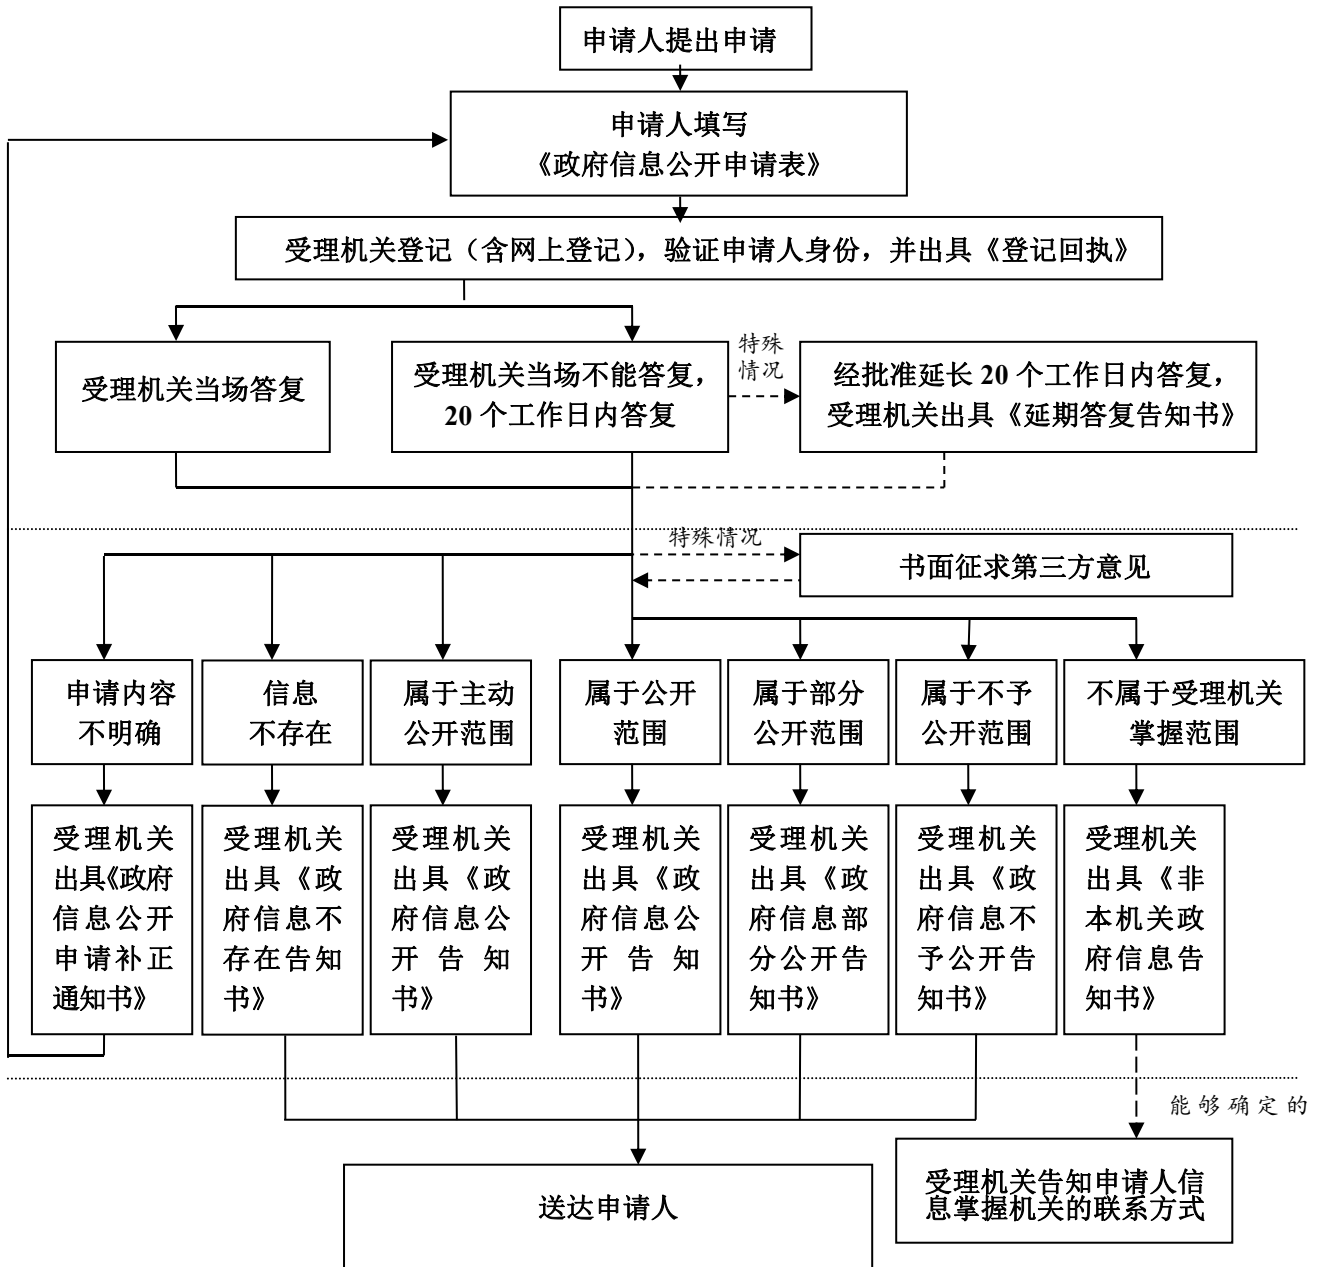 申请人提出申请
申请人填写
《政府信息公开申请表》
受理机关登记（含网上登记），验证申请人身份，并出具《登记回执》
受理机关当场答复
受理机关当场不能答复，
20 个工作日内答复
特殊
情况
经批准延长 20 个工作日内答复，
受理机关出具《延期答复告知书》
特殊情况
书面征求第三方意见
申请内容
不明确
信息
不存在
属于主动
公开范围
属于公开
范围
属于部分
公开范围
属于不予
公开范围
不属于受理机关
掌握范围
受理机关
出具《政府
信息公开
申请补正
通知书》
受理机关
出具《政
府信息不
存在告知
书》
受理机关
出具《政
府信息公
开告知
书》
受理机关
出具《政
府信息公
开告知
书》
受理机关
出具《政
府信息部
分公开告
知书》
受理机关
出具《政
府信息不
予公开告
知书》
受理机关
出具《非
本机关政
府信息告
知书》
能够确定的
送达申请人
受理机关告知申请人信
息掌握机关的联系方式